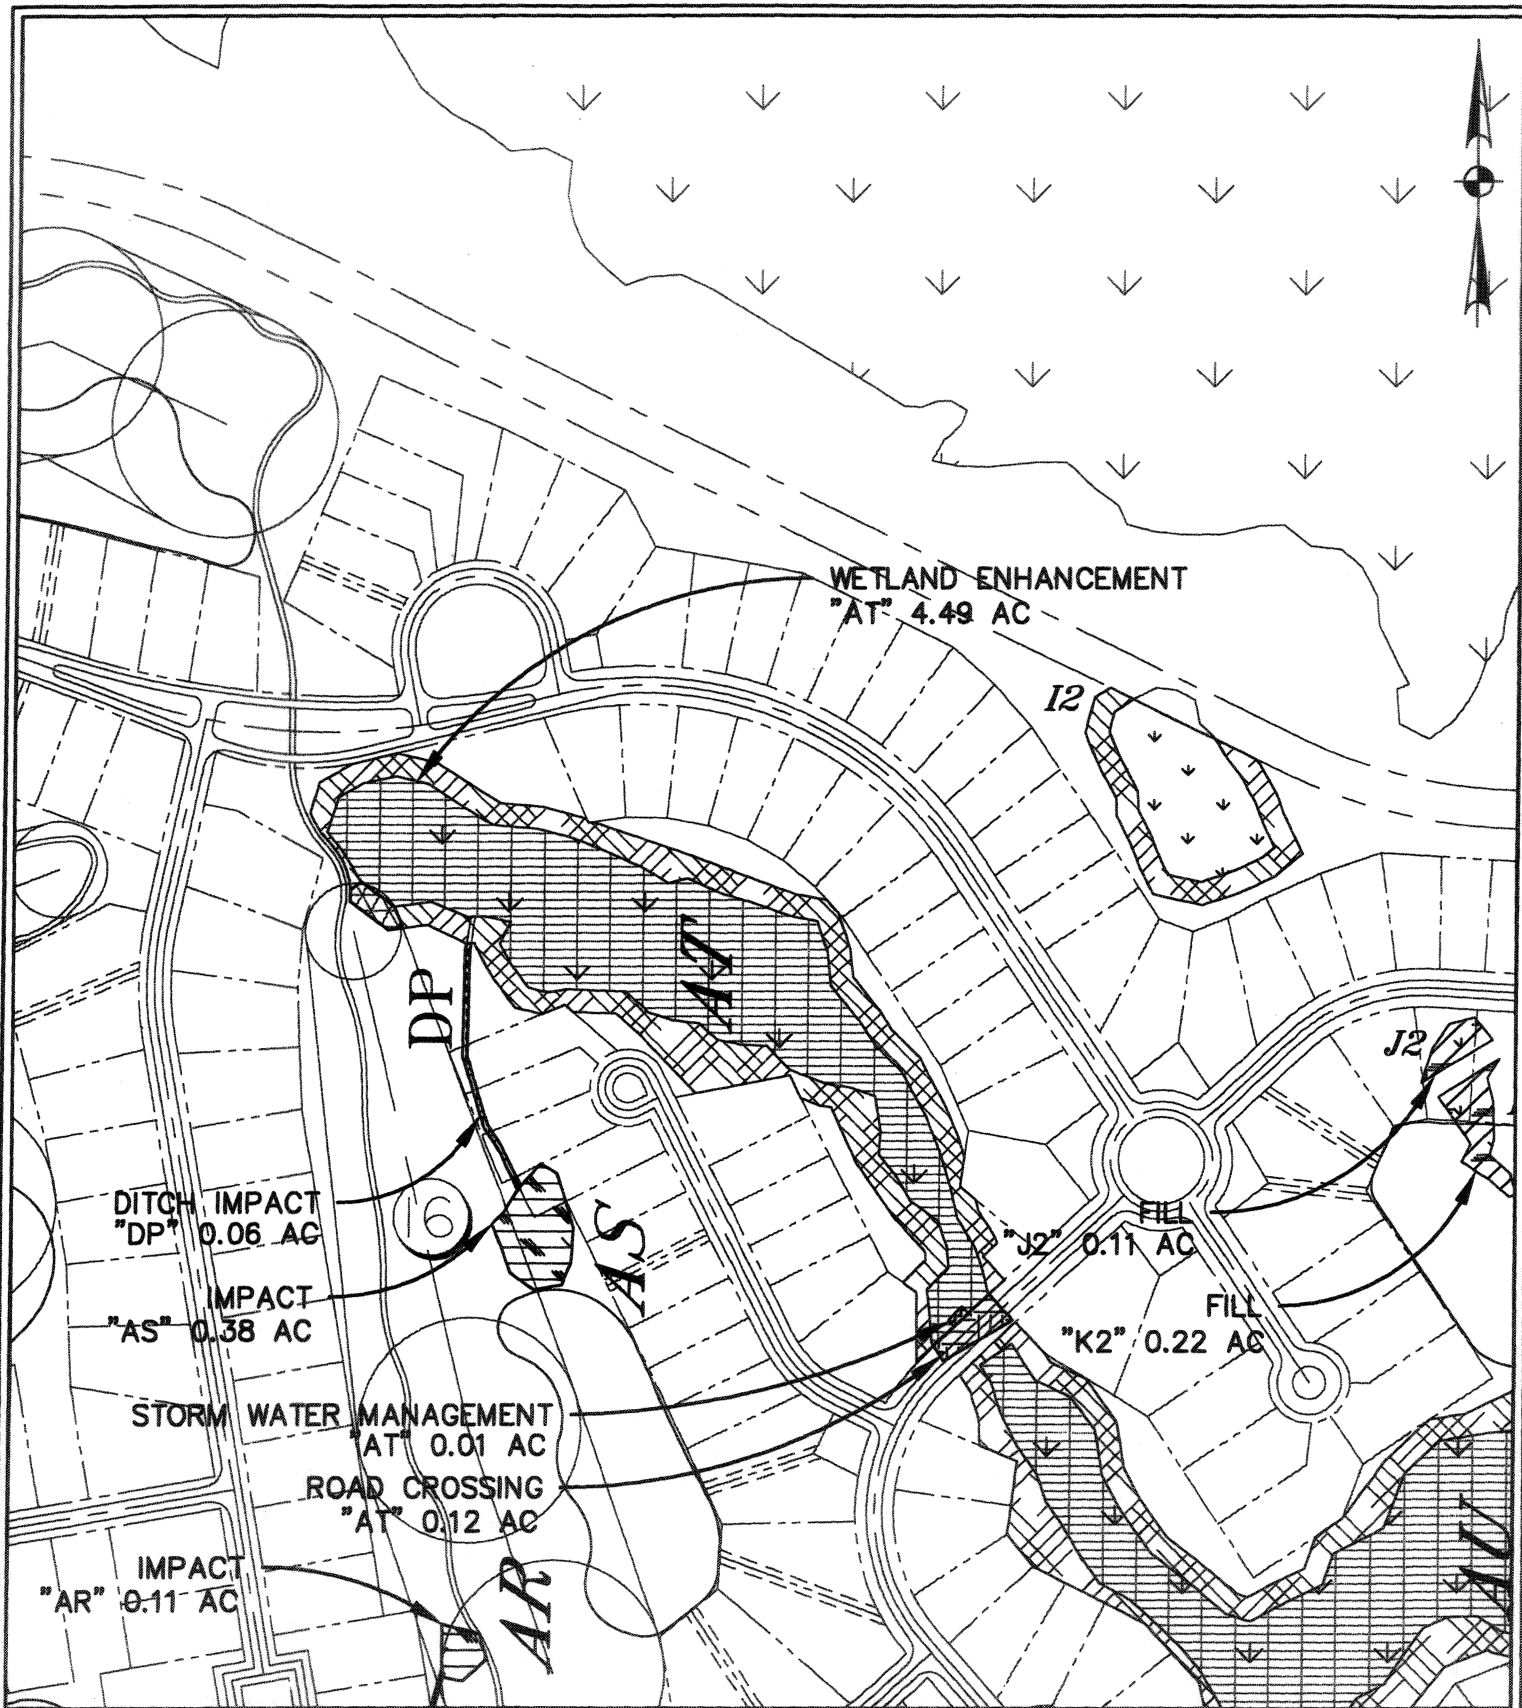 WETLAND ENHANCEMENT
"AT" 4.49 AC
I2
AT
DP
J2
DITCH IMPACT
"DP" 0.06 AC
6
AS
FILL
"J2" 0.11 AC
IMPACT
"AS" 0.38 AC
FILL
"K2" 0.22 AC
STORM WATER MANAGEMENT
"AT" 0.01 AC
ROAD CROSSING
"AT" 0.12 AC
AU
IMPACT
"AR" 0.11 AC
AR